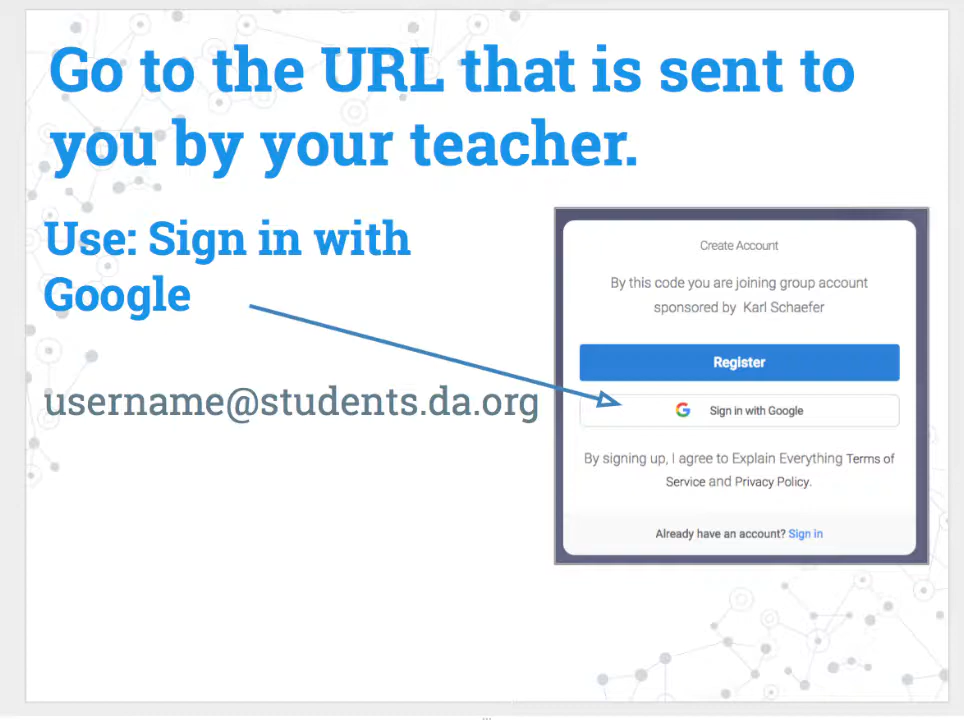 Go to the URL that is sent to
you by your teacher.
Use: Sign in with
Google
username@students.da.org
Create Account
By this code you are joining group account
sponsored by Karl Schaefer
Register
Sign in with Google
By signing up, I agree to Explain Everything Terms of
Service and Privacy Policy.
Already have an account? Sign in